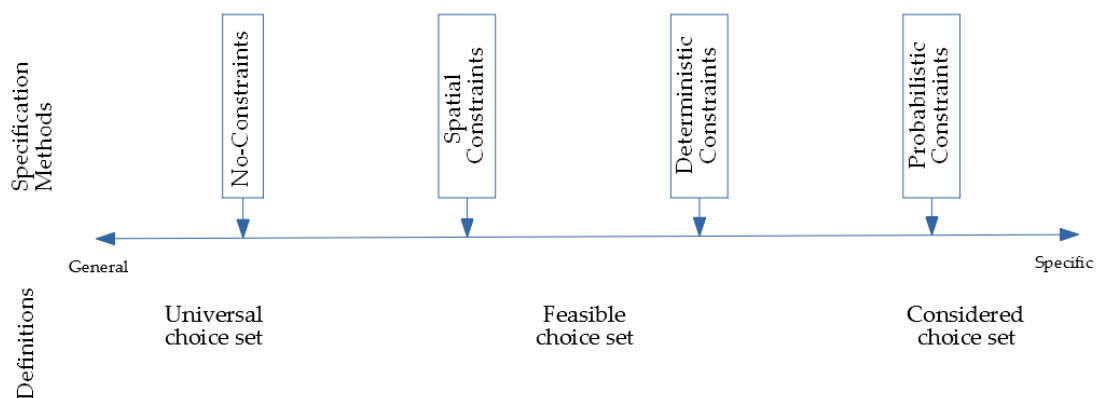 Specification
Methods
No-Constraints
Spatial
Constraints
Deterministic
Constraints
Probabilistic
Constraints
General
Specific
Definitions
Universal
choice set
Feasible
choice set
Considered
choice set